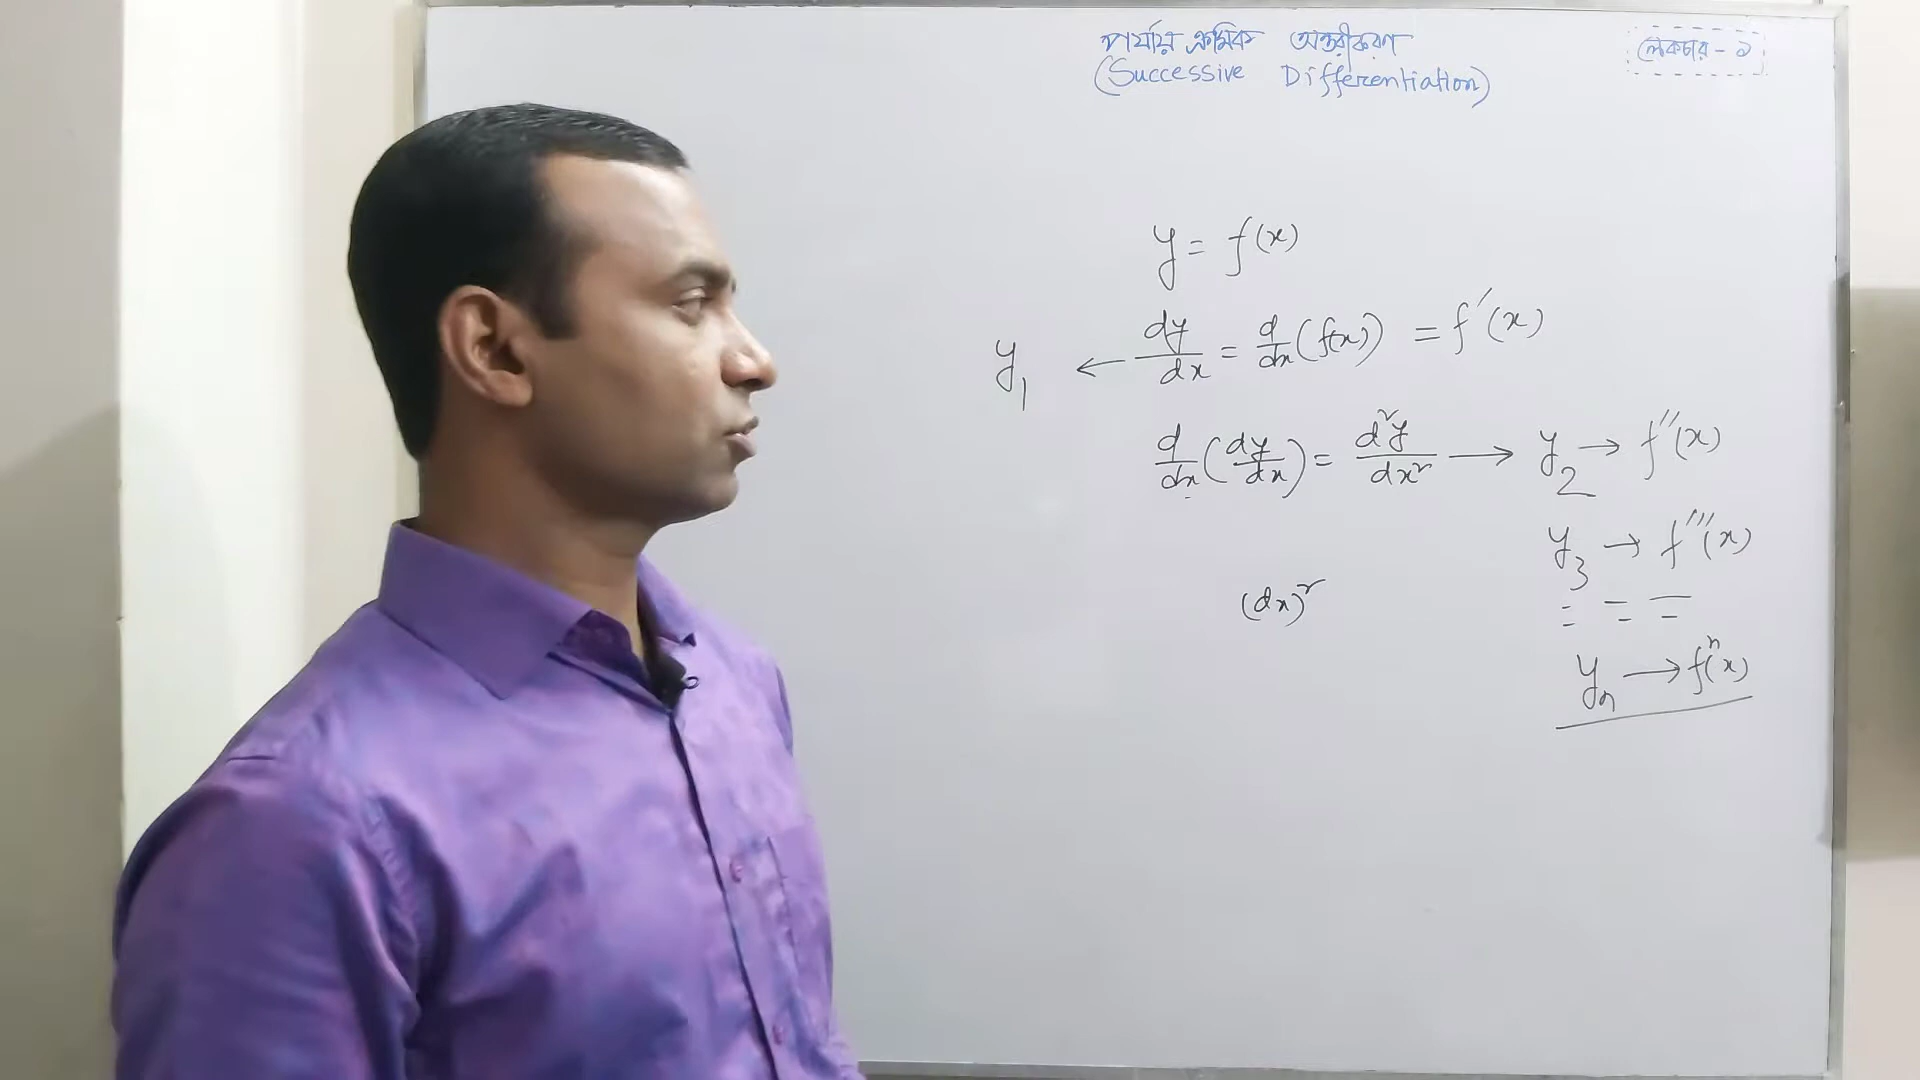 পর্যায় ক্রমিক অন্তরীকরণ
(Successive Differentiation)
লেকচার - ১
y = f(x)
y₁ ← dy/dx = d/dx (f(x)) = f′(x)
d/dx (dy/dx) = d²y/dx² → y₂ → f″(x)
y₃ → f‴(x)
(dx)²
= = =
yₙ → fⁿ(x)